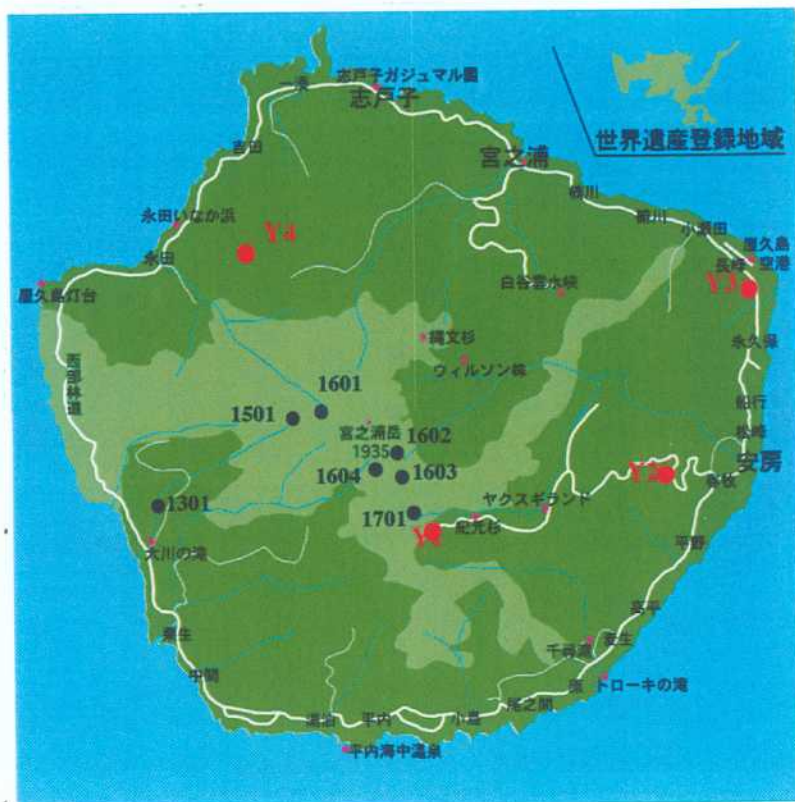 志戸子ガジュマル園
一湊
志戸子
世界遺産登録地域
吉田
宮之浦
楠川
椨川
小瀬田
永田いなか浜
Y4
屋久島
空港
永田
長峰
屋久島灯台
白谷雲水峡
Y3
縄文杉
永久保
西部林道
ウィルソン株
1601
1501
船行
宮之浦岳
1935
1602
松峰
1604
1603
安房
Y2
春牧
1301
ヤクスギランド
1701
紀元杉
大川の滝
平野
栗生
高平
千尋滝
麦生
中間
原
トローキの滝
尾之間
湯泊
平内
小島
平内海中温泉